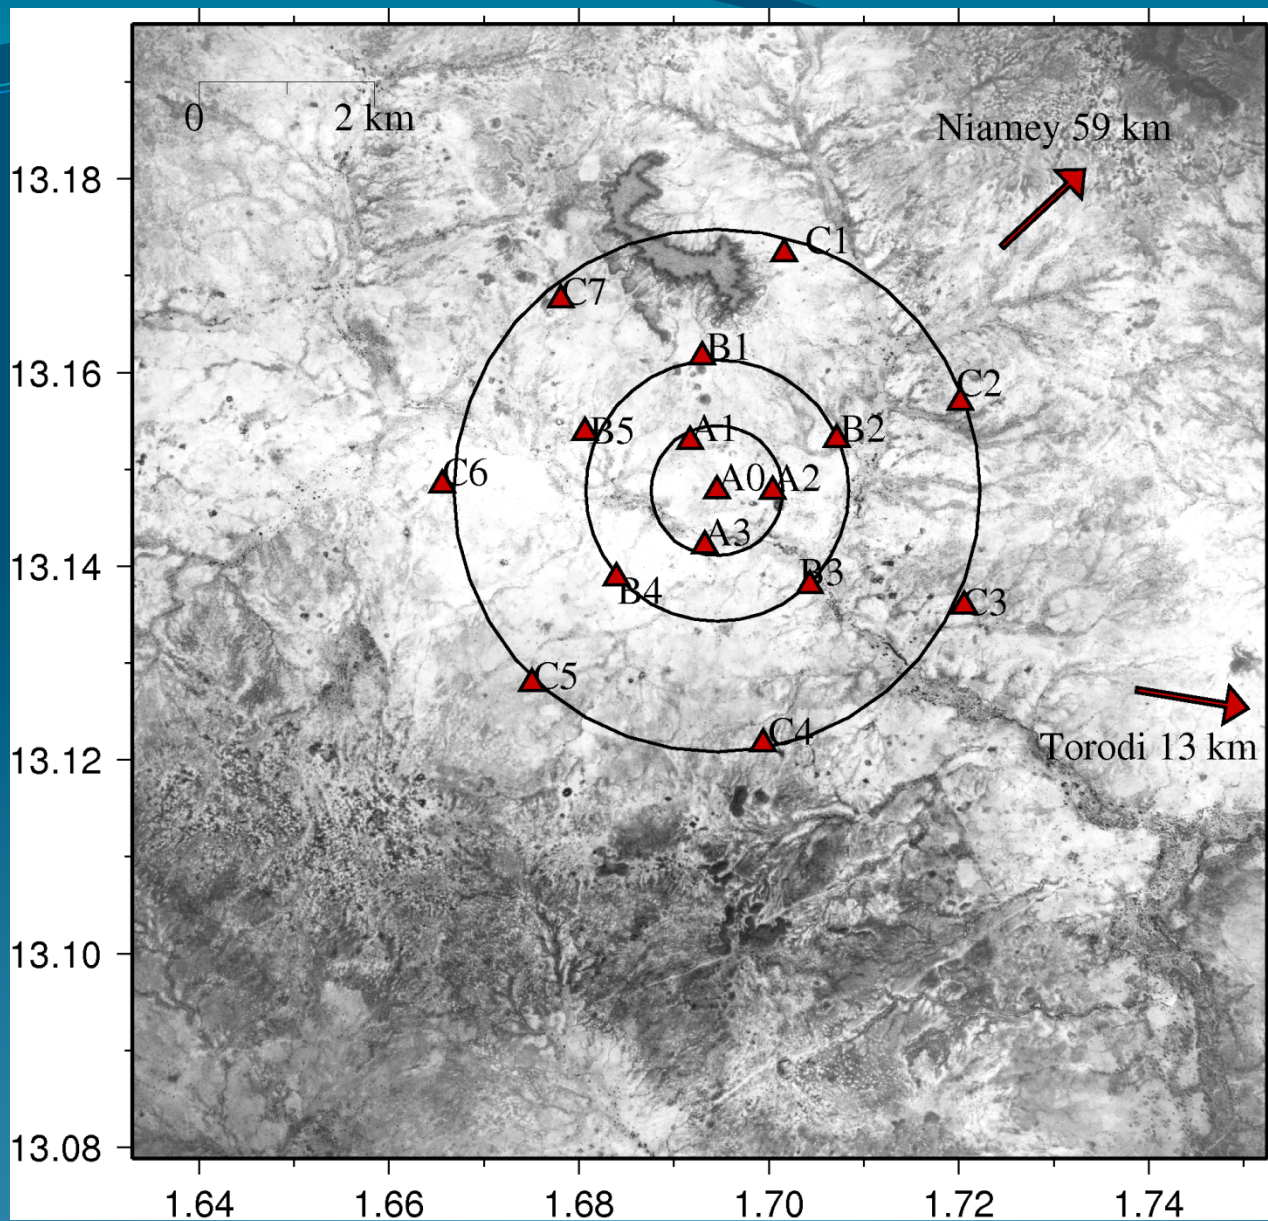 0 2 km
Niamey 59 km
13.18
C1
C7
13.16
B1
C2
A1
B2
B5
C6
A0
A2
A3
13.14
B3
B4
C3
C5
C4
Torodi 13 km
13.12
13.10
13.08
1.64 1.66 1.68 1.70 1.72 1.74